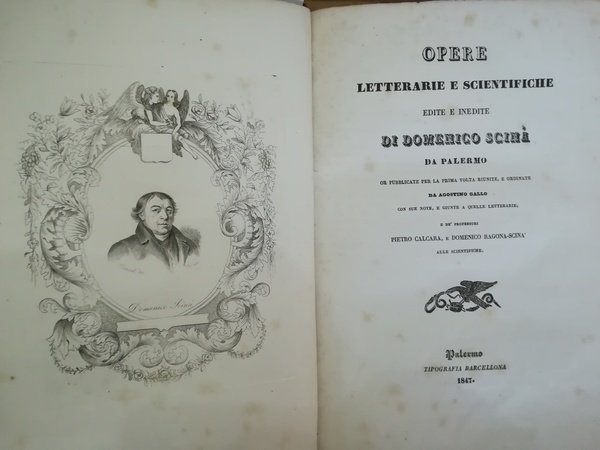 Domenico Scinà
OPERE
LETTERARIE E SCIENTIFICHE
EDITE E INEDITE
DI DOMENICO SCINÀ
DA PALERMO
OR PUBBLICATE PER LA PRIMA VOLTA RIUNITE, E ORDINATE
DA AGOSTINO GALLO
CON SUE NOTE, E GIUNTE A QUELLE LETTERARIE,
E DE' PROFESSORI
PIETRO CALCARA, E DOMENICO RAGONA-SCINA'
ALLE SCIENTIFICHE.
Palermo
TIPOGRAFIA BARCELLONA
1847.